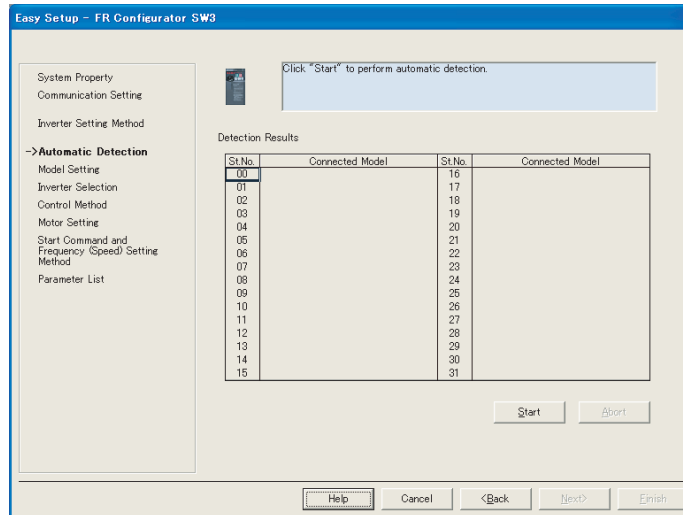 Easy Setup - FR Configurator SW3
System Property
Communication Setting
Inverter Setting Method
->Automatic Detection
Model Setting
Inverter Selection
Control Method
Motor Setting
Start Command and
Frequency (Speed) Setting
Method
Parameter List
Click "Start" to perform automatic detection.
Detection Results
St.No. Connected Model St.No. Connected Model
00 16
01 17
02 18
03 19
04 20
05 21
06 22
07 23
08 24
09 25
10 26
11 27
12 28
13 29
14 30
15 31
Start Abort
Help Cancel <Back Next> Finish